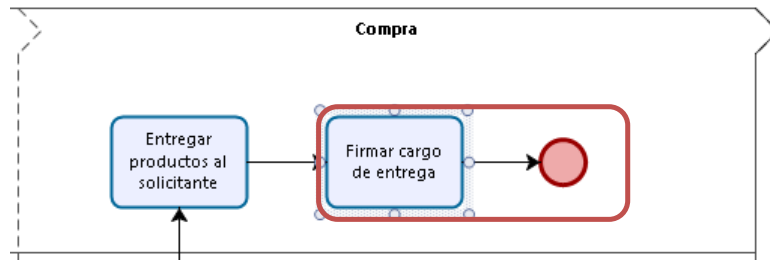 Compra
Entregar
productos al
solicitante
Firmar cargo
de entrega